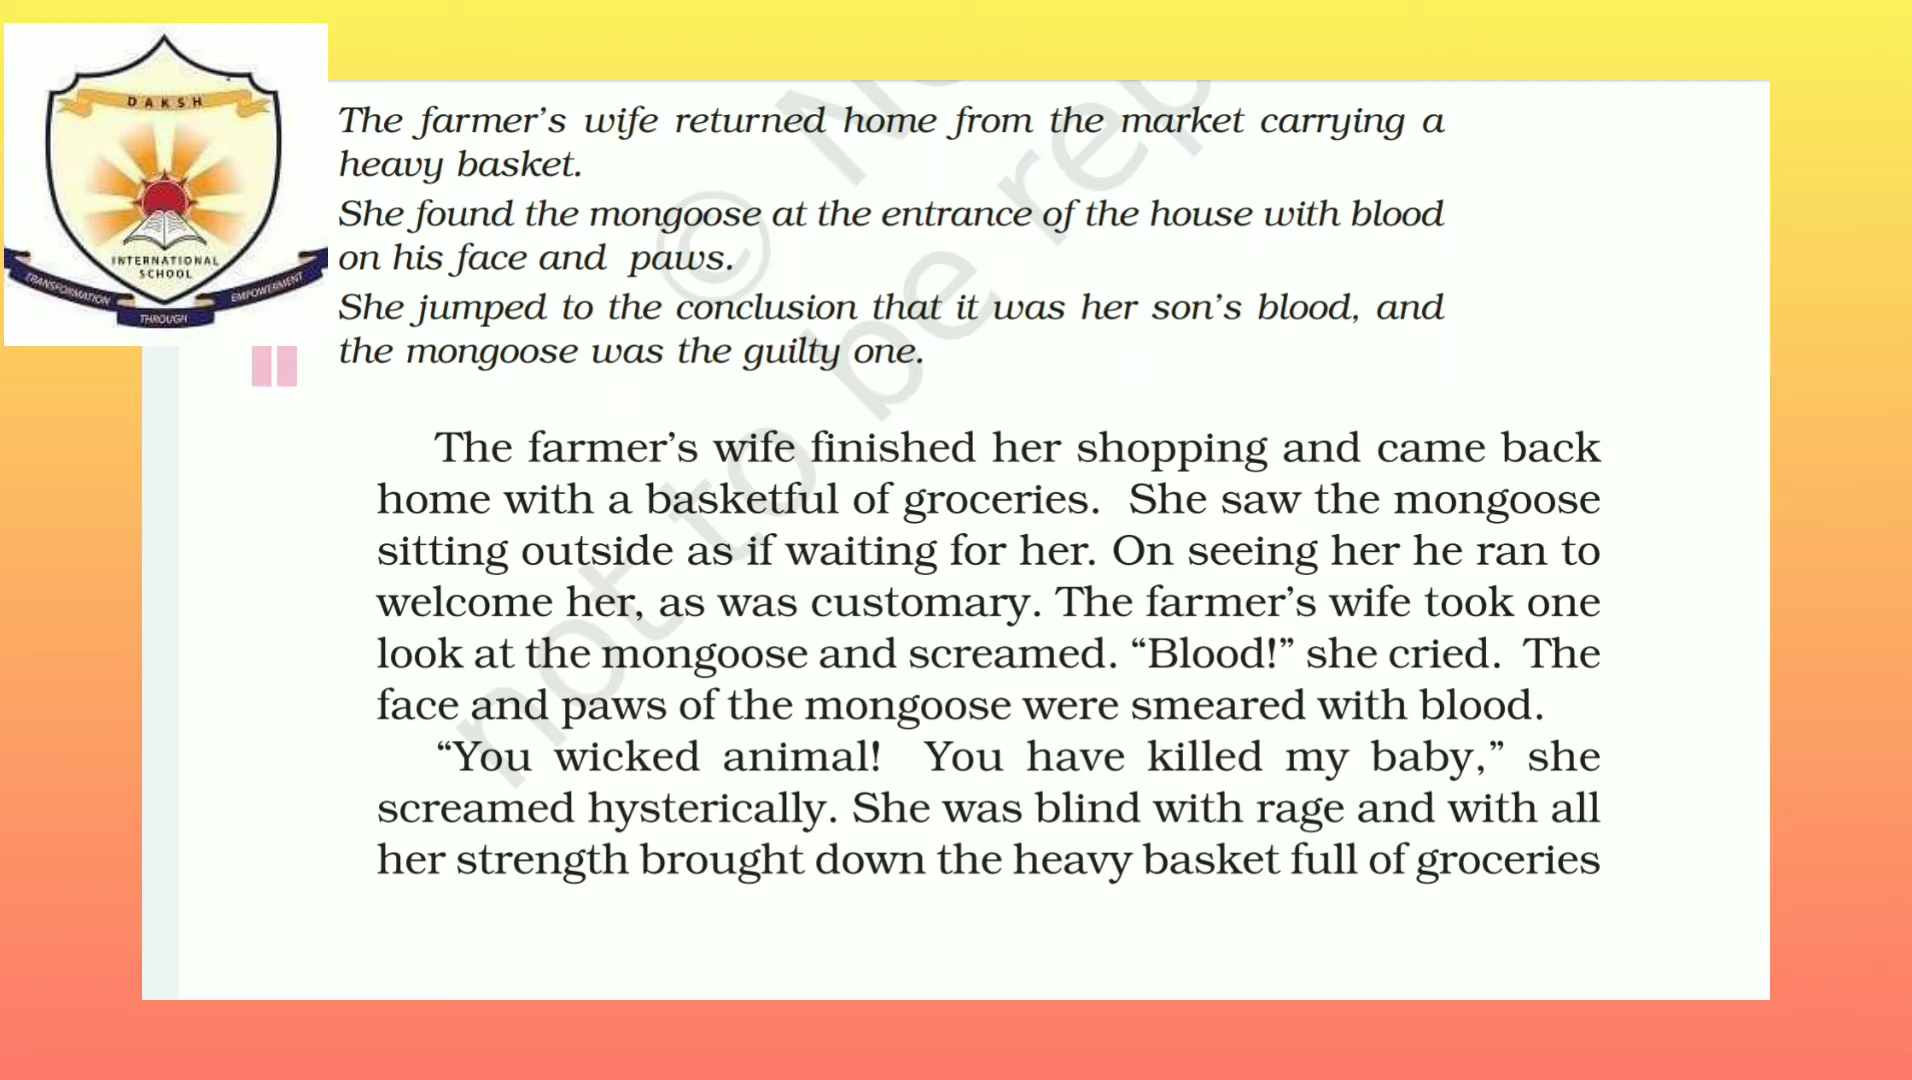 DAKSH
INTERNATIONAL
SCHOOL
TRANSFORMATION
THROUGH
EMPOWERMENT
The farmer’s wife returned home from the market carrying a
heavy basket.
She found the mongoose at the entrance of the house with blood
on his face and paws.
She jumped to the conclusion that it was her son’s blood, and
the mongoose was the guilty one.
The farmer’s wife finished her shopping and came back
home with a basketful of groceries. She saw the mongoose
sitting outside as if waiting for her. On seeing her he ran to
welcome her, as was customary. The farmer’s wife took one
look at the mongoose and screamed. “Blood!” she cried. The
face and paws of the mongoose were smeared with blood.
“You wicked animal! You have killed my baby,” she
screamed hysterically. She was blind with rage and with all
her strength brought down the heavy basket full of groceries
©
not to be rep